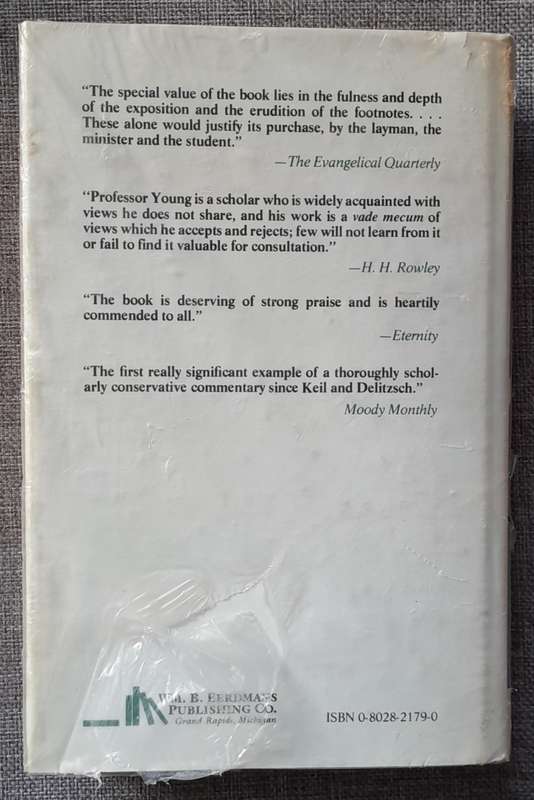 “The special value of the book lies in the fulness and depth
of the exposition and the erudition of the footnotes. . . .
These alone would justify its purchase, by the layman, the
minister and the student.”
—The Evangelical Quarterly
“Professor Young is a scholar who is widely acquainted with
views he does not share, and his work is a vade mecum of
views which he accepts and rejects; few will not learn from it
or fail to find it valuable for consultation.”
—H. H. Rowley
“The book is deserving of strong praise and is heartily
commended to all.”
—Eternity
“The first really significant example of a thoroughly schol-
arly conservative commentary since Keil and Delitzsch.”
Moody Monthly
WM. B. EERDMANS
PUBLISHING CO.
Grand Rapids, Michigan
ISBN 0-8028-2179-0